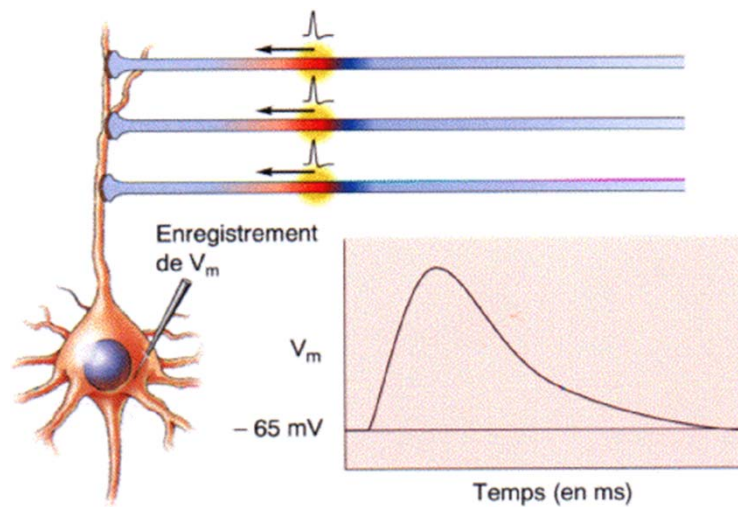 Enregistrement
de Vm
Vm
– 65 mV
Temps (en ms)